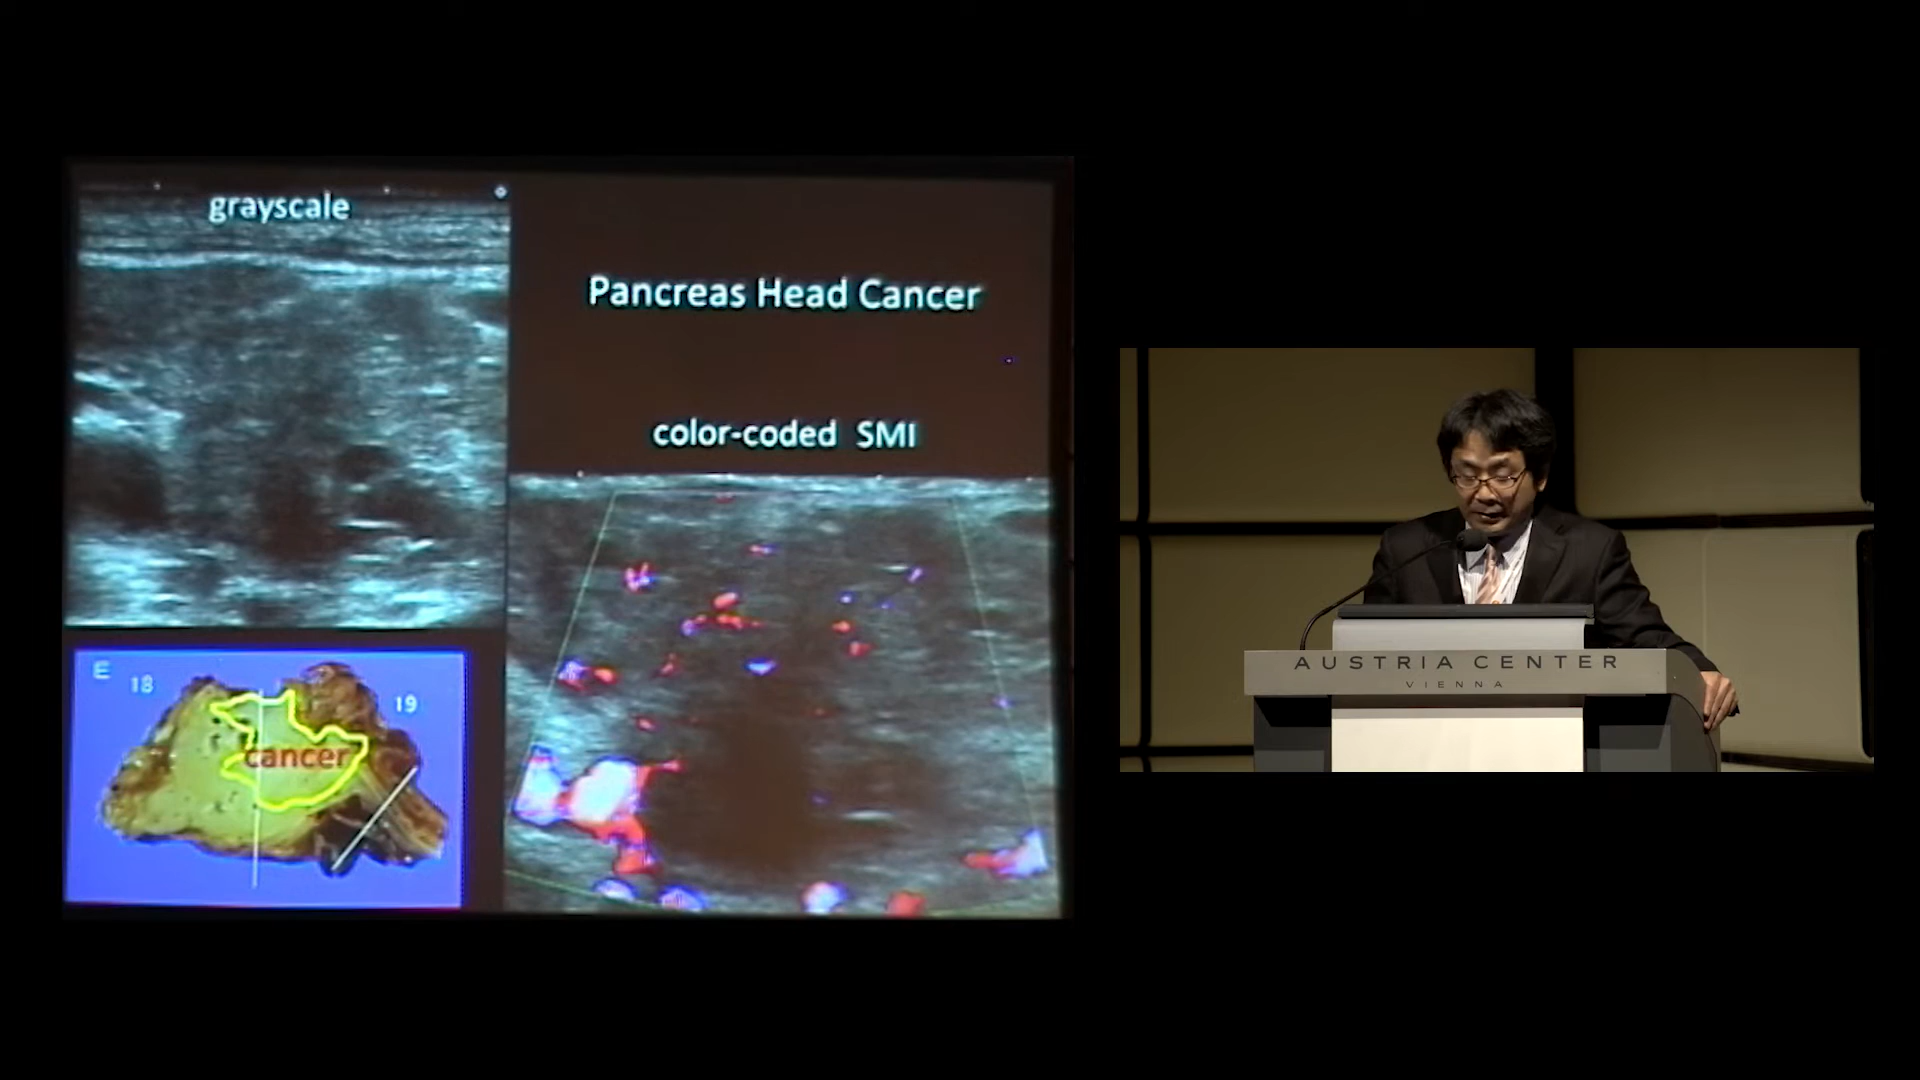 grayscale
Pancreas Head Cancer
color-coded SMI
E
18
19
cancer
AUSTRIA CENTER
VIENNA